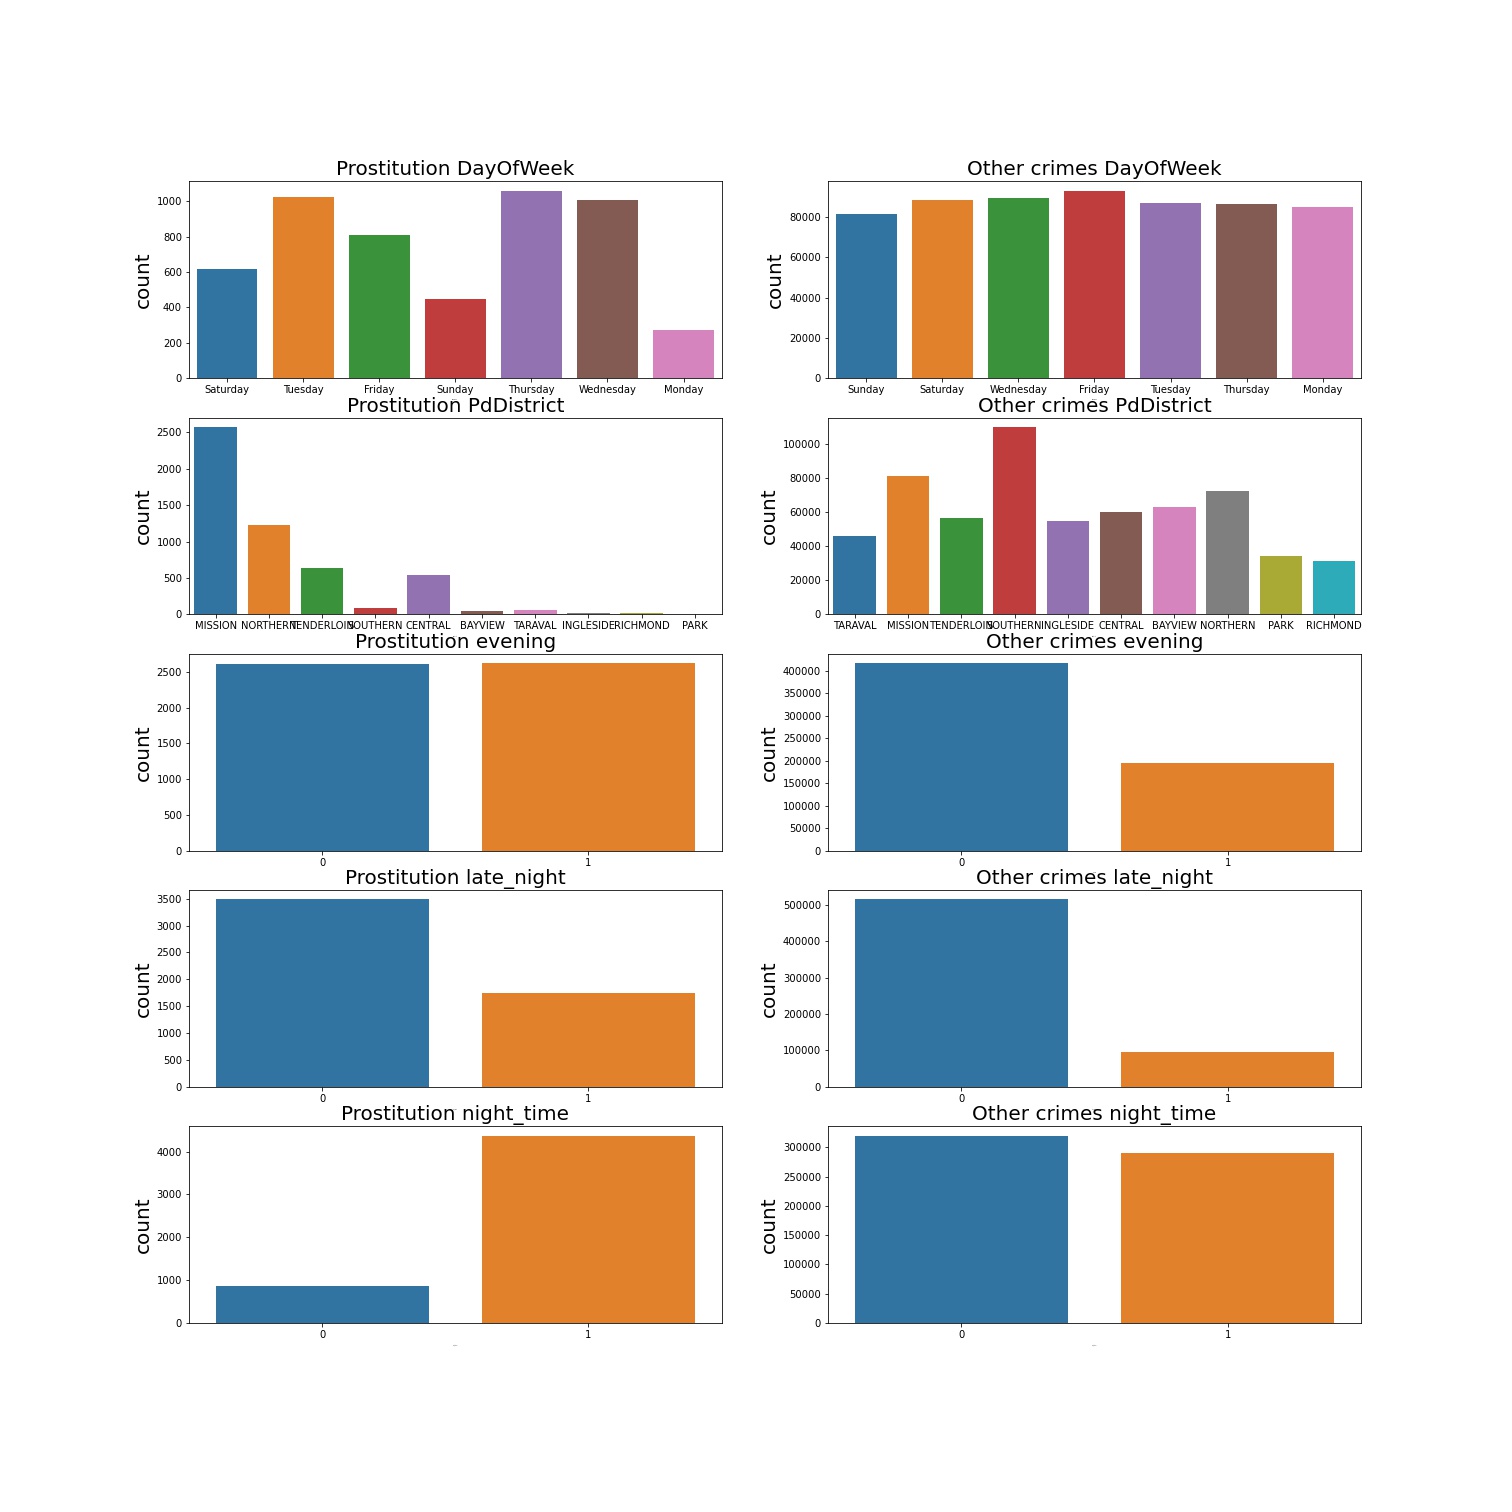 Prostitution DayOfWeek
count
1000
800
600
400
200
0
Saturday Tuesday Friday Sunday Thursday Wednesday Monday
Other crimes DayOfWeek
count
80000
60000
40000
20000
0
Sunday Saturday Wednesday Friday Tuesday Thursday Monday
Prostitution PdDistrict
count
2500
2000
1500
1000
500
0
MISSION NORTHERN TENDERLOIN SOUTHERN CENTRAL BAYVIEW TARAVAL INGLESIDE RICHMOND PARK
Other crimes PdDistrict
count
100000
80000
60000
40000
20000
0
TARAVAL MISSION TENDERLOIN SOUTHERN INGLESIDE CENTRAL BAYVIEW NORTHERN PARK RICHMOND
Prostitution evening
count
2500
2000
1500
1000
500
0
0 1
Other crimes evening
count
400000
350000
300000
250000
200000
150000
100000
50000
0
0 1
Prostitution late_night
count
3500
3000
2500
2000
1500
1000
500
0
0 1
Other crimes late_night
count
500000
400000
300000
200000
100000
0
0 1
Prostitution night_time
count
4000
3000
2000
1000
0
0 1
Other crimes night_time
count
300000
250000
200000
150000
100000
50000
0
0 1